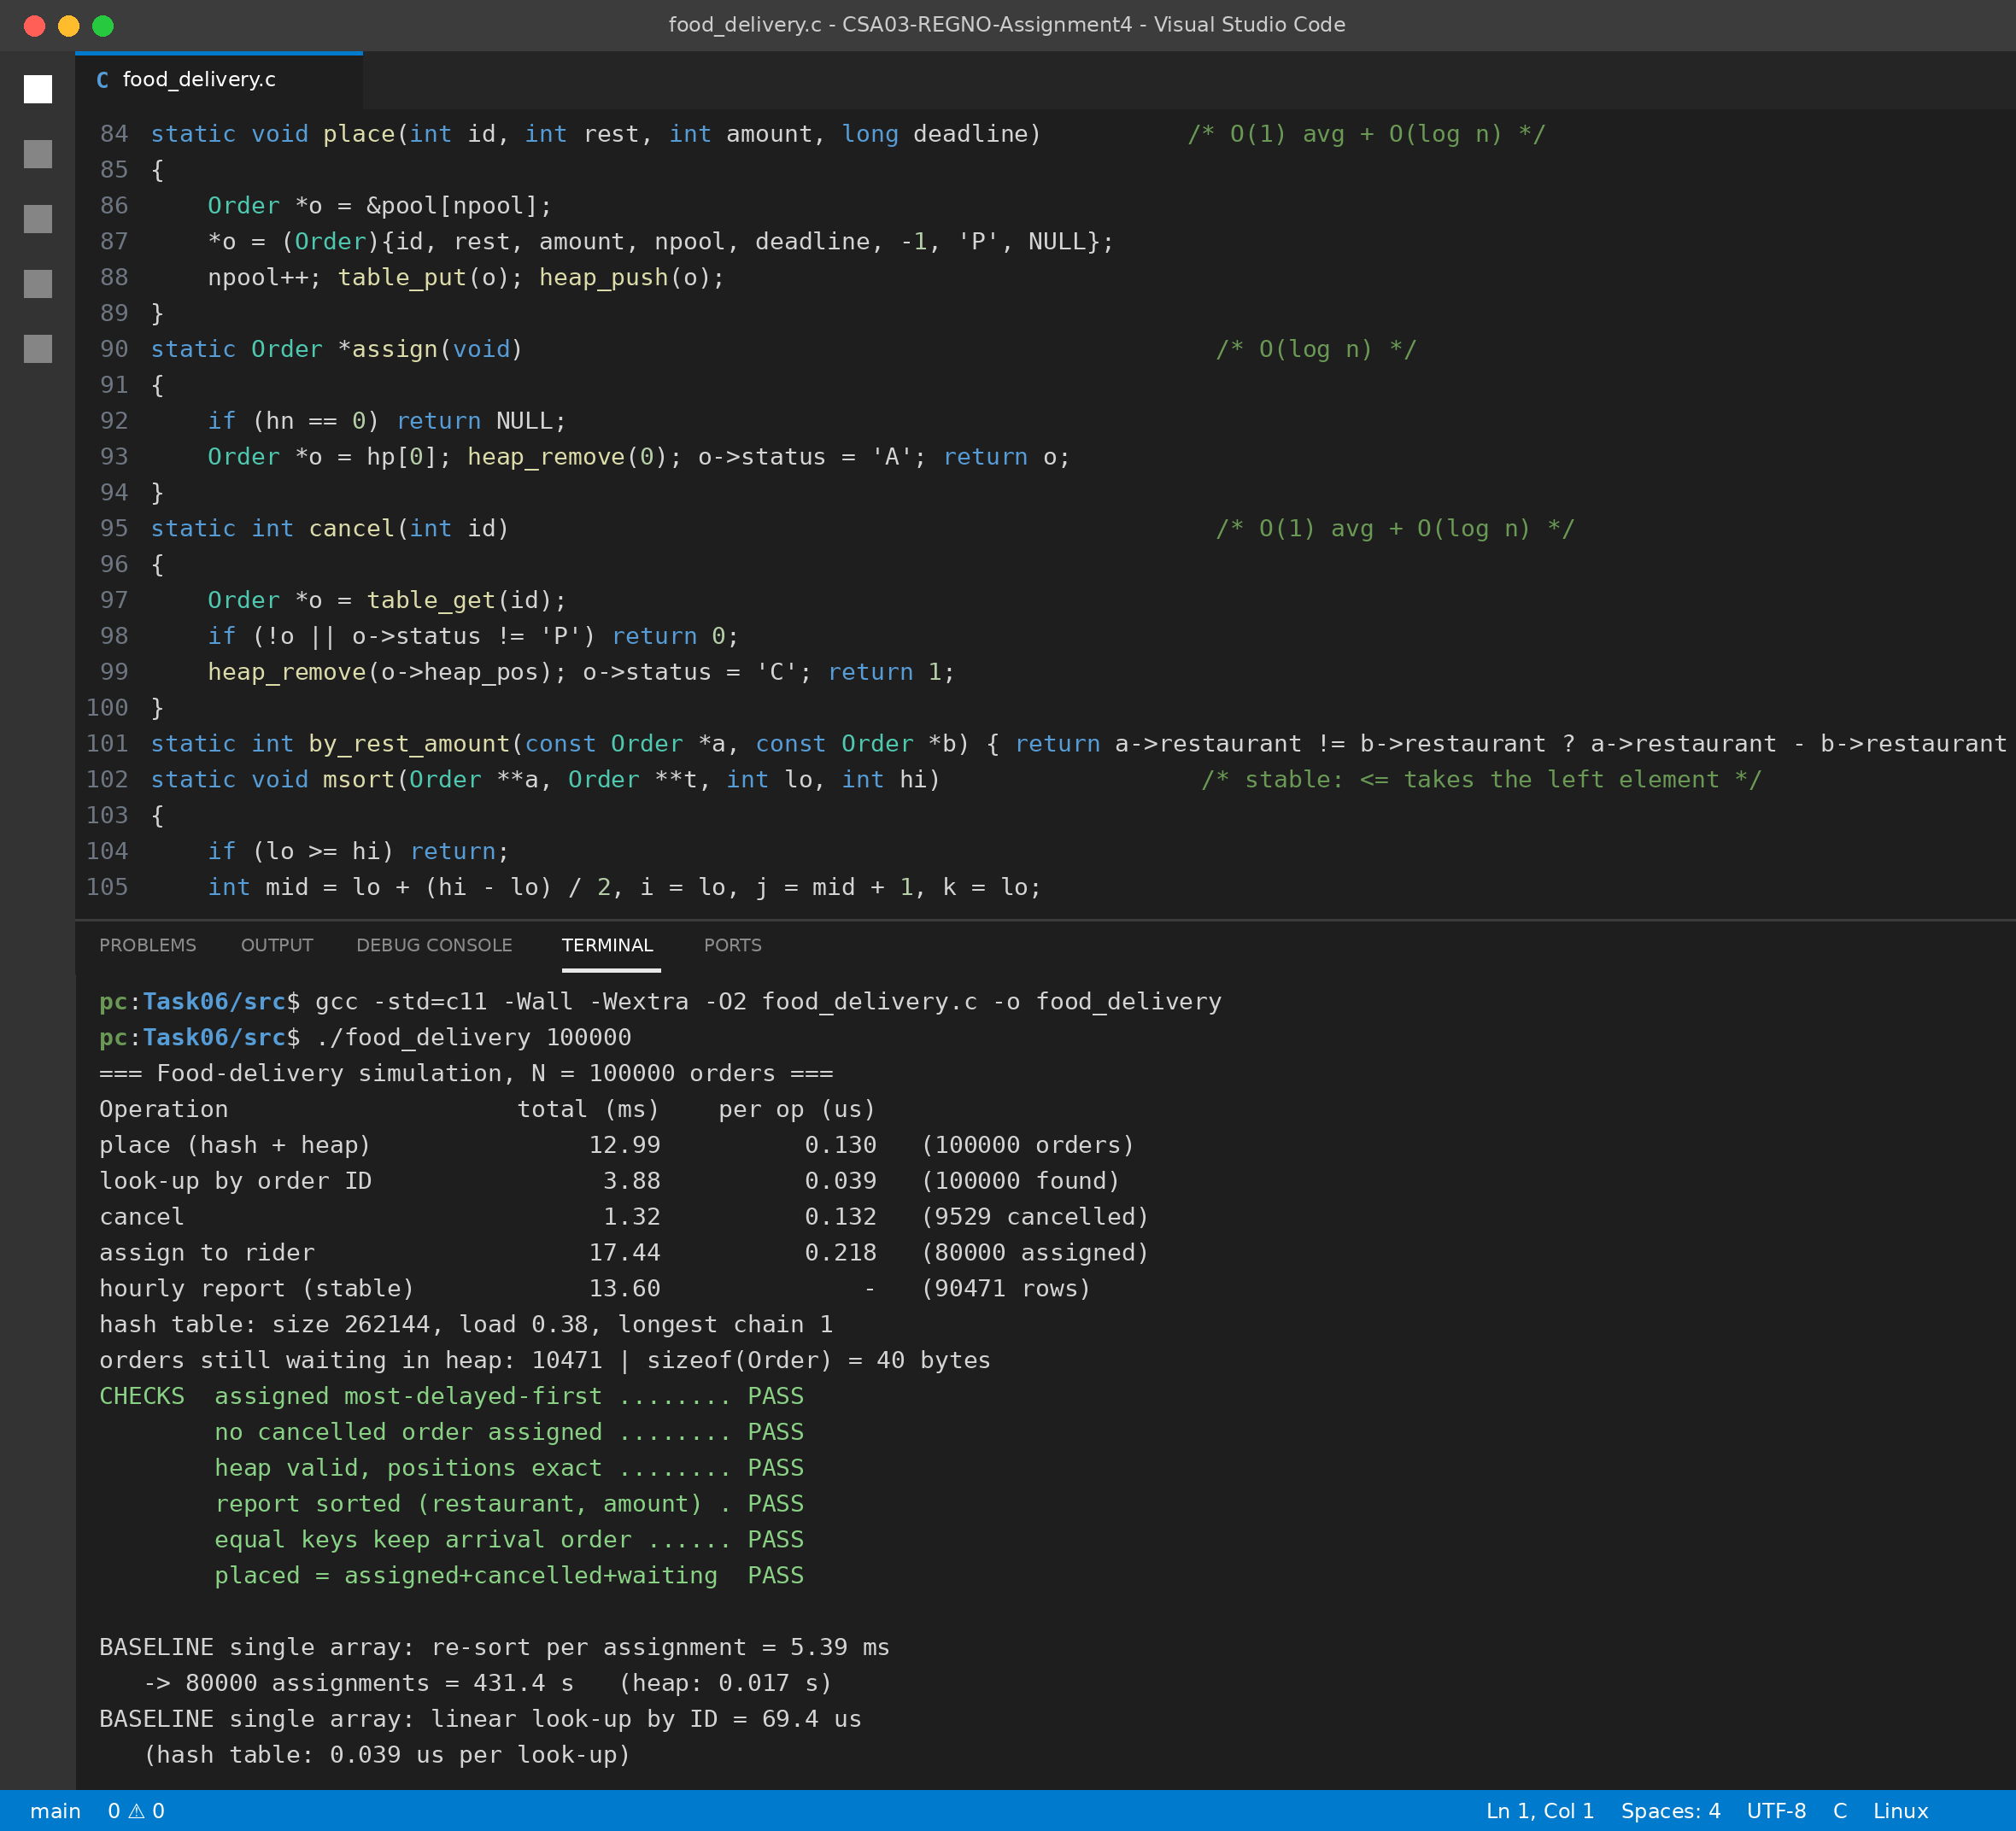 food_delivery.c - CSA03-REGNO-Assignment4 - Visual Studio Code
C food_delivery.c
84 static void place(int id, int rest, int amount, long deadline)          /* O(1) avg + O(log n) */
85 {
86     Order *o = &pool[npool];
87     *o = (Order){id, rest, amount, npool, deadline, -1, 'P', NULL};
88     npool++; table_put(o); heap_push(o);
89 }
90 static Order *assign(void)                                                /* O(log n) */
91 {
92     if (hn == 0) return NULL;
93     Order *o = hp[0]; heap_remove(0); o->status = 'A'; return o;
94 }
95 static int cancel(int id)                                                 /* O(1) avg + O(log n) */
96 {
97     Order *o = table_get(id);
98     if (!o || o->status != 'P') return 0;
99     heap_remove(o->heap_pos); o->status = 'C'; return 1;
100 }
101 static int by_rest_amount(const Order *a, const Order *b) { return a->restaurant != b->restaurant ? a->restaurant - b->restaurant
102 static void msort(Order **a, Order **t, int lo, int hi)                  /* stable: <= takes the left element */
103 {
104     if (lo >= hi) return;
105     int mid = lo + (hi - lo) / 2, i = lo, j = mid + 1, k = lo;
PROBLEMS OUTPUT DEBUG CONSOLE TERMINAL PORTS
pc:Task06/src$ gcc -std=c11 -Wall -Wextra -O2 food_delivery.c -o food_delivery
pc:Task06/src$ ./food_delivery 100000
=== Food-delivery simulation, N = 100000 orders ===
Operation                    total (ms)    per op (us)
place (hash + heap)               12.99          0.130   (100000 orders)
look-up by order ID                3.88          0.039   (100000 found)
cancel                             1.32          0.132   (9529 cancelled)
assign to rider                   17.44          0.218   (80000 assigned)
hourly report (stable)            13.60              -   (90471 rows)
hash table: size 262144, load 0.38, longest chain 1
orders still waiting in heap: 10471 | sizeof(Order) = 40 bytes
CHECKS  assigned most-delayed-first ........ PASS
        no cancelled order assigned ........ PASS
        heap valid, positions exact ........ PASS
        report sorted (restaurant, amount) . PASS
        equal keys keep arrival order ...... PASS
        placed = assigned+cancelled+waiting  PASS
BASELINE single array: re-sort per assignment = 5.39 ms
   -> 80000 assignments = 431.4 s   (heap: 0.017 s)
BASELINE single array: linear look-up by ID = 69.4 us
   (hash table: 0.039 us per look-up)
main 0 ⚠ 0 Ln 1, Col 1 Spaces: 4 UTF-8 C Linux